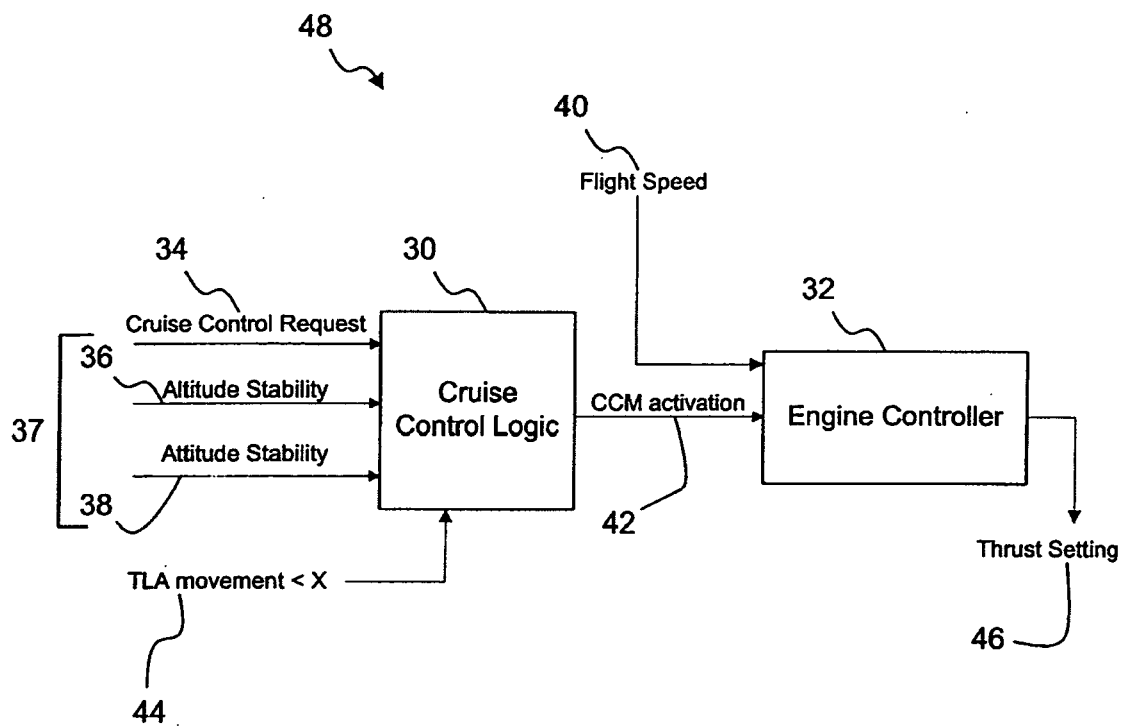 48
40
Flight Speed
34
30
32
Cruise Control Request
36
Altitude Stability
37
Attitude Stability
38
Cruise
Control Logic
CCM activation
42
Engine Controller
TLA movement < X
44
Thrust Setting
46